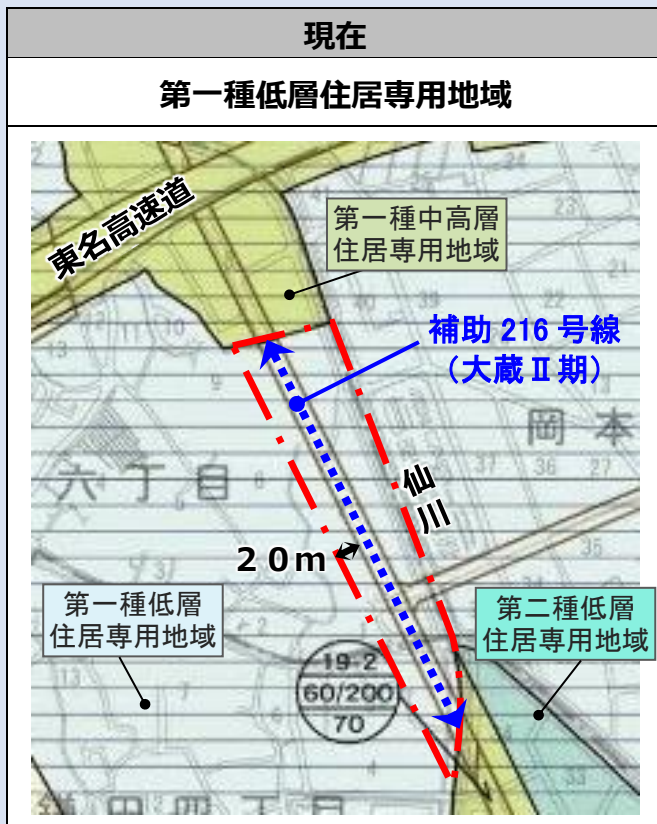 現在
第一種低層住居専用地域
東名高速道
第一種中高層
住居専用地域
補助 216 号線
(大蔵Ⅱ期)
岡本
六丁目
仙川
20m
第一種低層
住居専用地域
第二種低層
住居専用地域
19-2
60/200
70